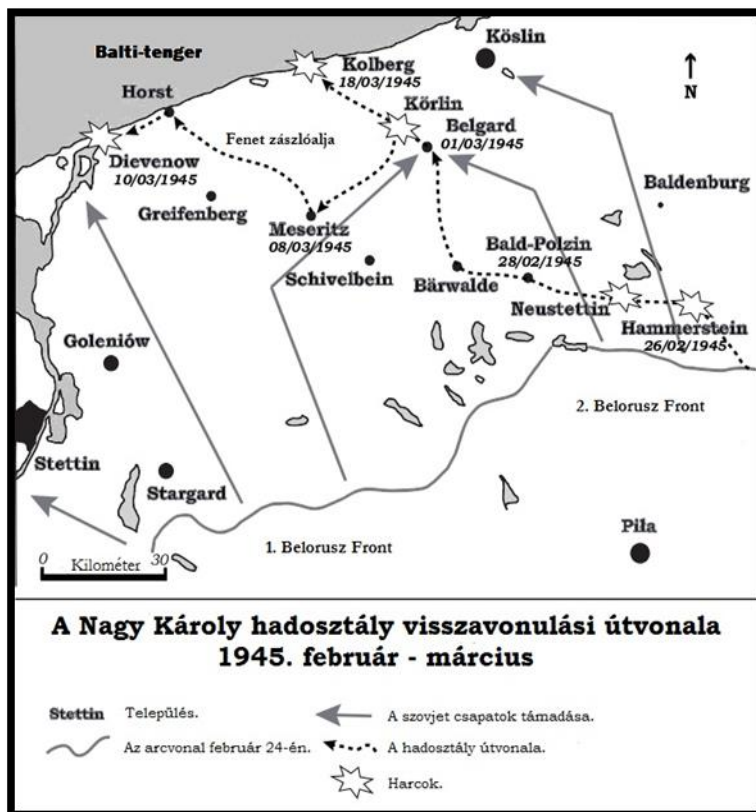 Balti-tenger
Köslin
Kolberg
18/03/1945
N
Horst
Körlin
Fenet zászlóalja
Belgard
01/03/1945
Dievenow
10/03/1945
Baldenburg
Greifenberg
Meseritz
08/03/1945
Bald-Polzin
28/02/1945
Schivelbein
Bärwalde
Neustettin
Hammerstein
26/02/1945
Goleniów
2. Belorusz Front
Stettin
Stargard
Piła
1. Belorusz Front
0 Kilométer 30
A Nagy Károly hadosztály visszavonulási útvonala
1945. február - március
Stettin Település.
A szovjet csapatok támadása.
Az arcvonal február 24-én.
A hadosztály útvonala.
Harcok.